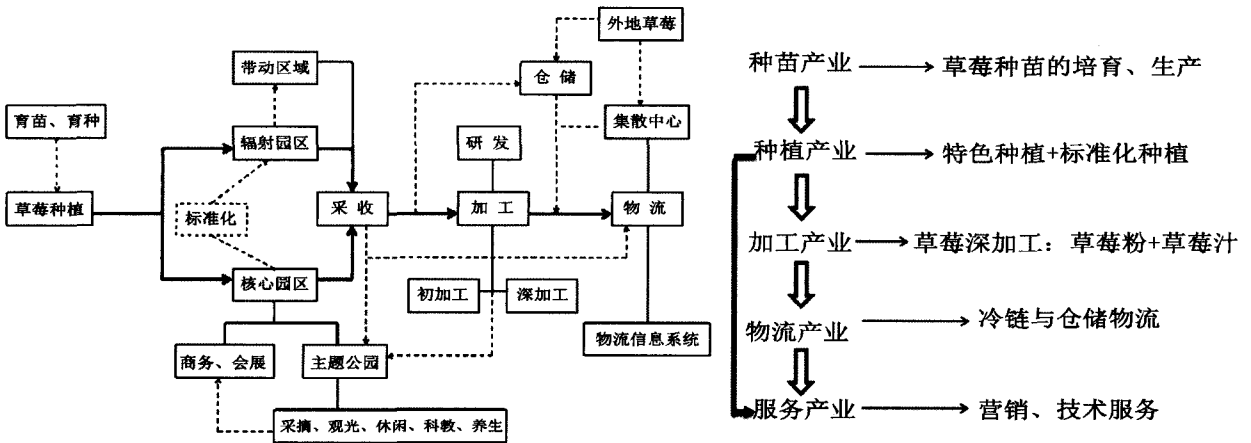 外地草莓
带动区域
仓 储
育苗、育种
辐射园区
研 发
集散中心
草莓种植
标准化
采 收
加 工
物 流
核心园区
初加工
深加工
物流信息系统
商务、会展
主题公园
采摘、观光、休闲、科教、养生
种苗产业
草莓种苗的培育、生产
种植产业
特色种植+标准化种植
加工产业
草莓深加工：草莓粉+草莓汁
物流产业
冷链与仓储物流
服务产业
营销、技术服务